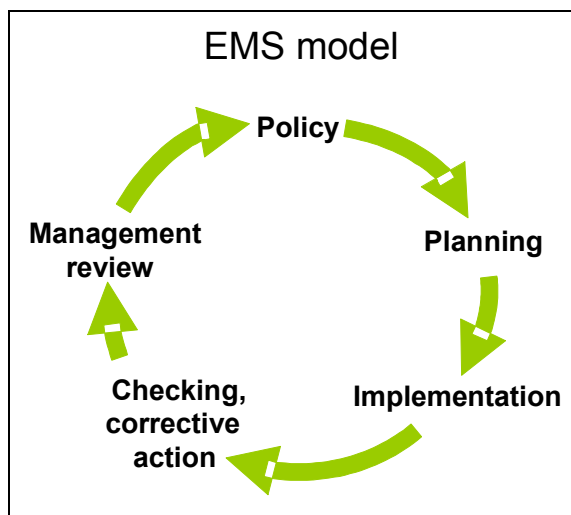 EMS model
Policy
Planning
Implementation
Checking,
corrective
action
Management
review